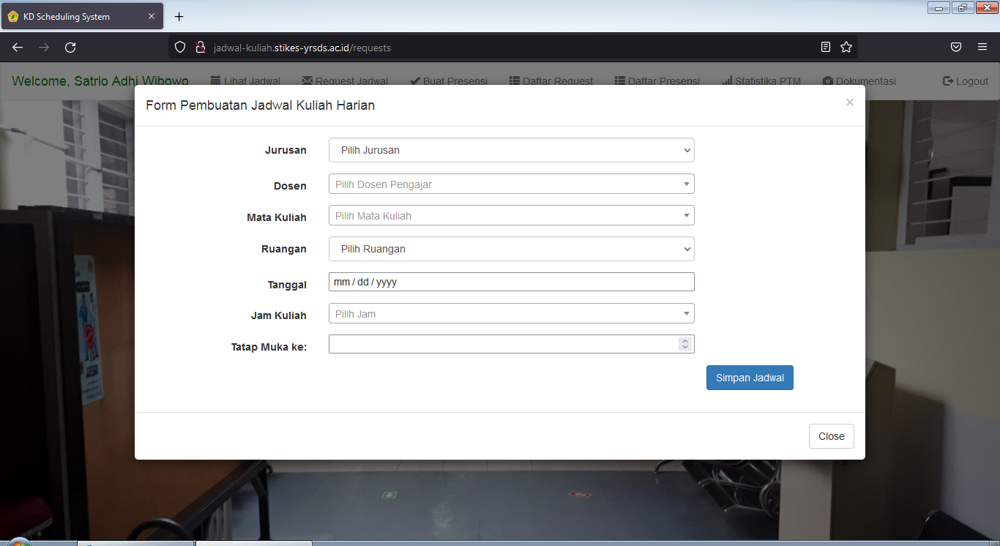 KD Scheduling System
jadwal-kuliah.stikes-yrsds.ac.id/requests
Welcome, Satrio Adhi Wibowo Lihat Jadwal Request Jadwal Buat Presensi Daftar Request Daftar Presensi Statistika PTM Dokumentasi Logout
Form Pembuatan Jadwal Kuliah Harian ×
Jurusan Pilih Jurusan
Dosen Pilih Dosen Pengajar
Mata Kuliah Pilih Mata Kuliah
Ruangan Pilih Ruangan
Tanggal mm / dd / yyyy
Jam Kuliah Pilih Jam
Tatap Muka ke:
Simpan Jadwal
Close